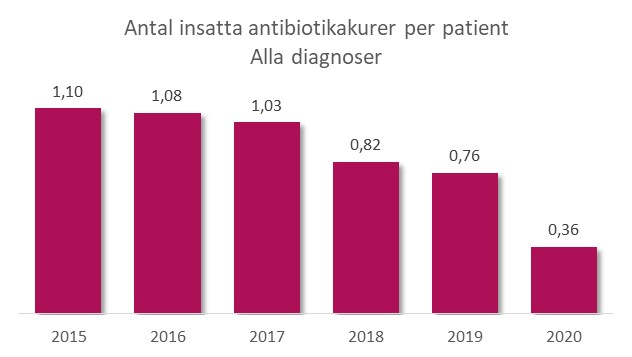 Antal insatta antibiotikakurer per patient
Alla diagnoser
1,10
1,08
1,03
0,82
0,76
0,36
2015 2016 2017 2018 2019 2020